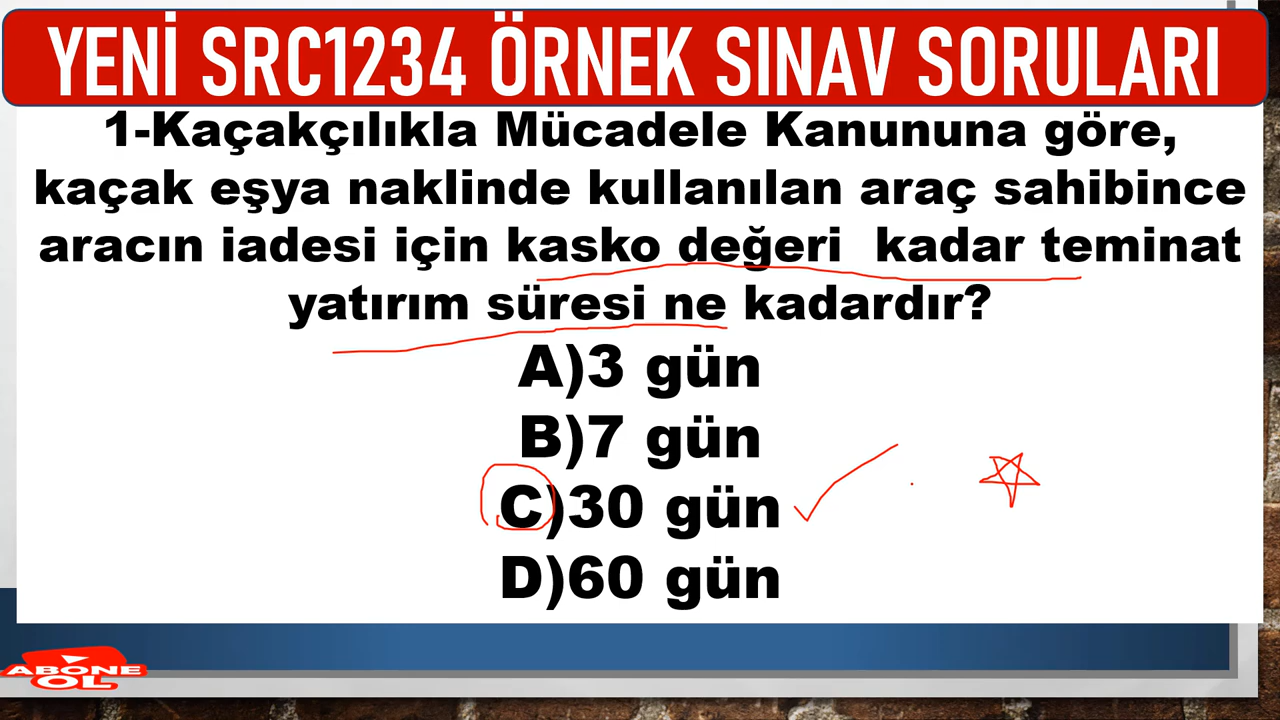 YENİ SRC1234 ÖRNEK SINAV SORULARI
1-Kaçakçılıkla Mücadele Kanununa göre,
kaçak eşya naklinde kullanılan araç sahibince
aracın iadesi için kasko değeri  kadar teminat
yatırım süresi ne kadardır?
A)3 gün
B)7 gün
C)30 gün
D)60 gün
ABONE
OL